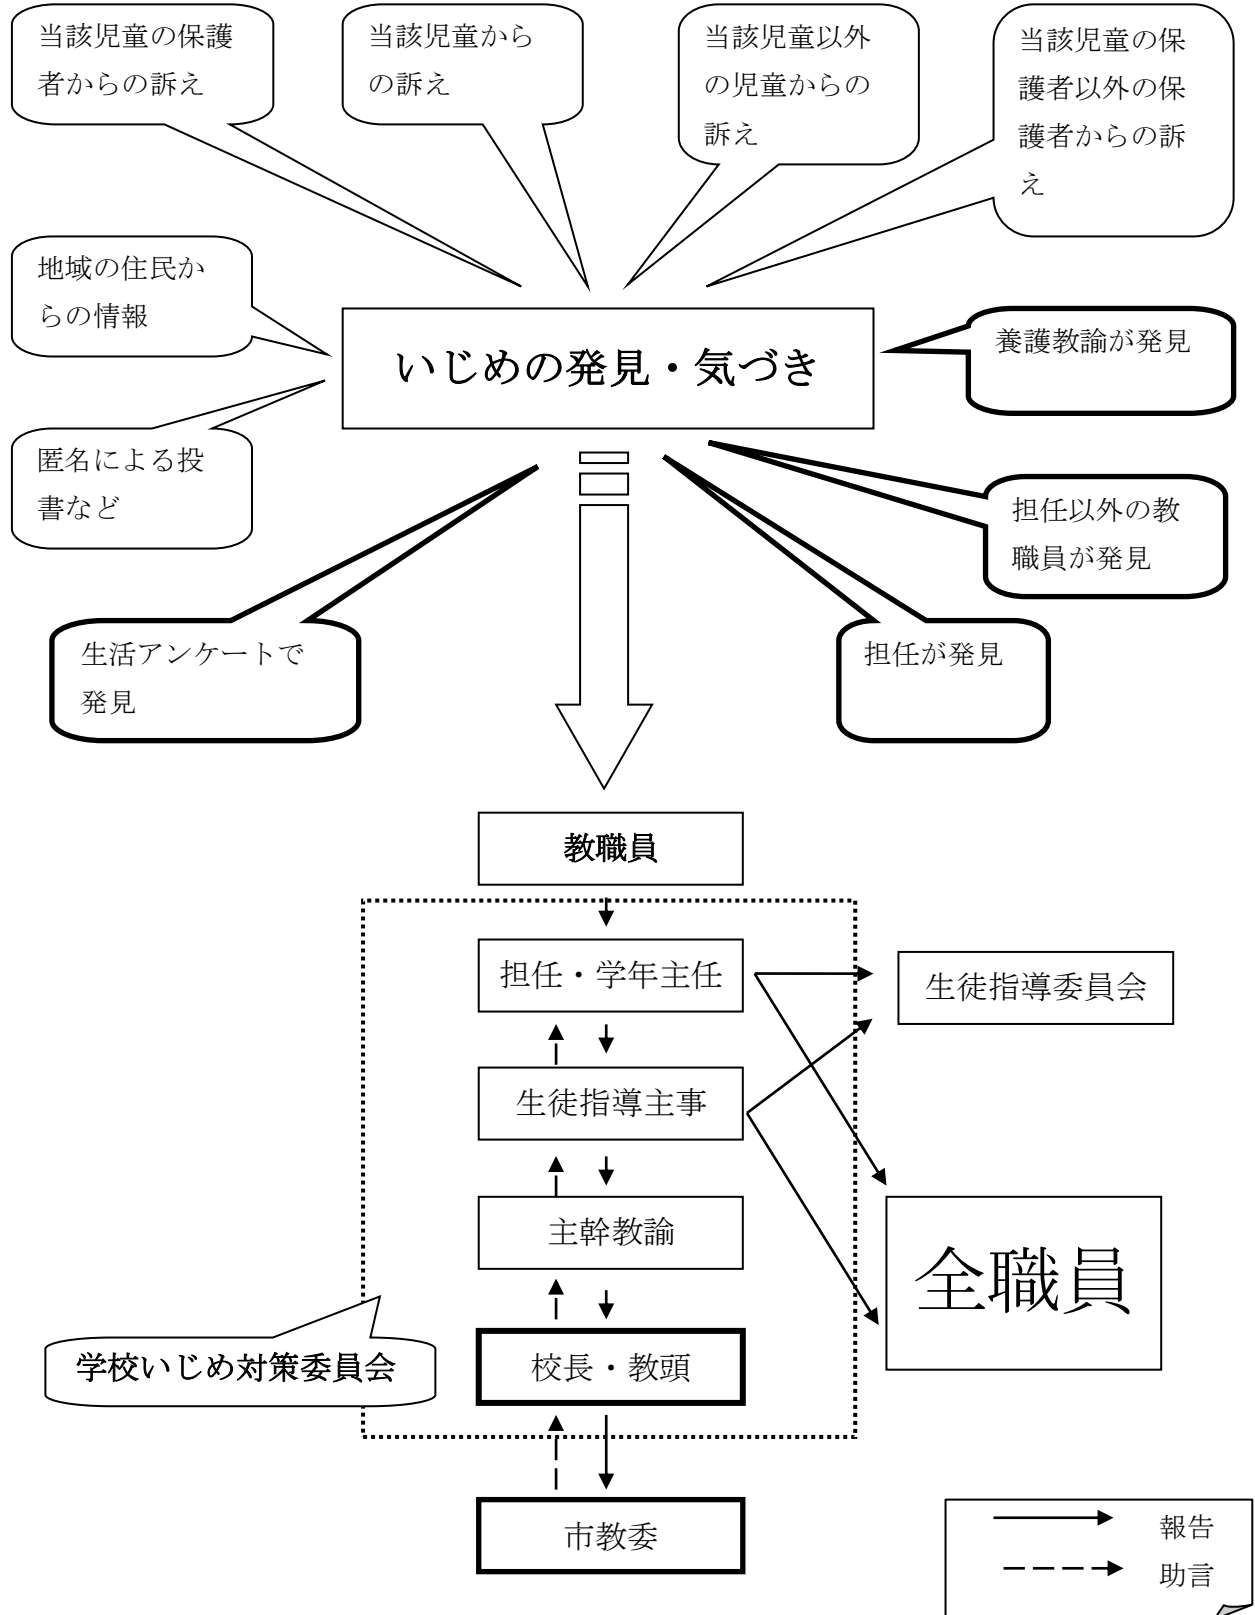 当該児童の保護
者からの訴え
当該児童から
の訴え
当該児童以外
の児童からの
訴え
当該児童の保
護者以外の保
護者からの訴
え
地域の住民か
らの情報
いじめの発見・気づき
養護教諭が発見
匿名による投
書など
担任以外の教
職員が発見
生活アンケートで
発見
担任が発見
教職員
担任・学年主任
生徒指導委員会
生徒指導主事
主幹教諭
全職員
学校いじめ対策委員会
校長・教頭
市教委
報告
助言